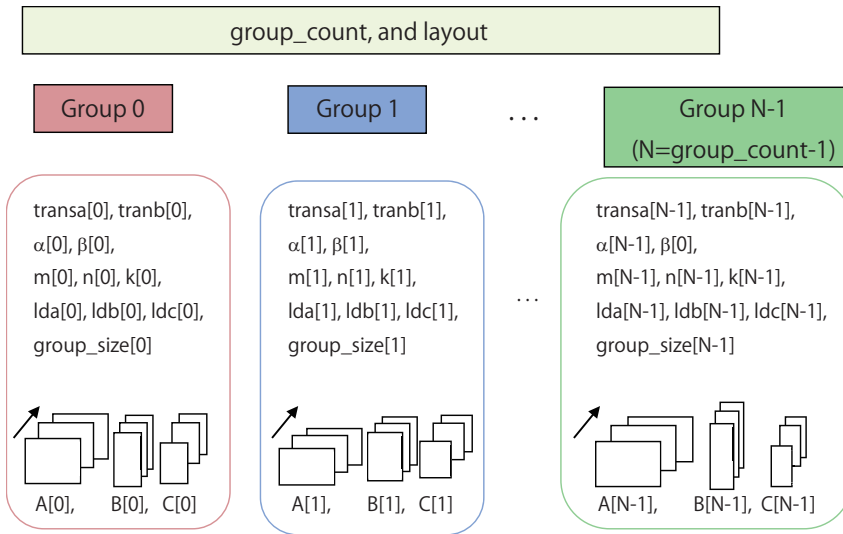 group_count, and layout
Group 0
Group 1
...
Group N-1
(N=group_count-1)
transa[0], tranb[0],
α[0], β[0],
m[0], n[0], k[0],
lda[0], ldb[0], ldc[0],
group_size[0]
A[0], B[0], C[0]
transa[1], tranb[1],
α[1], β[1],
m[1], n[1], k[1],
lda[1], ldb[1], ldc[1],
group_size[1]
A[1], B[1], C[1]
...
transa[N-1], tranb[N-1],
α[N-1], β[0],
m[N-1], n[N-1], k[N-1],
lda[N-1], ldb[N-1], ldc[N-1],
group_size[N-1]
A[N-1], B[N-1], C[N-1]